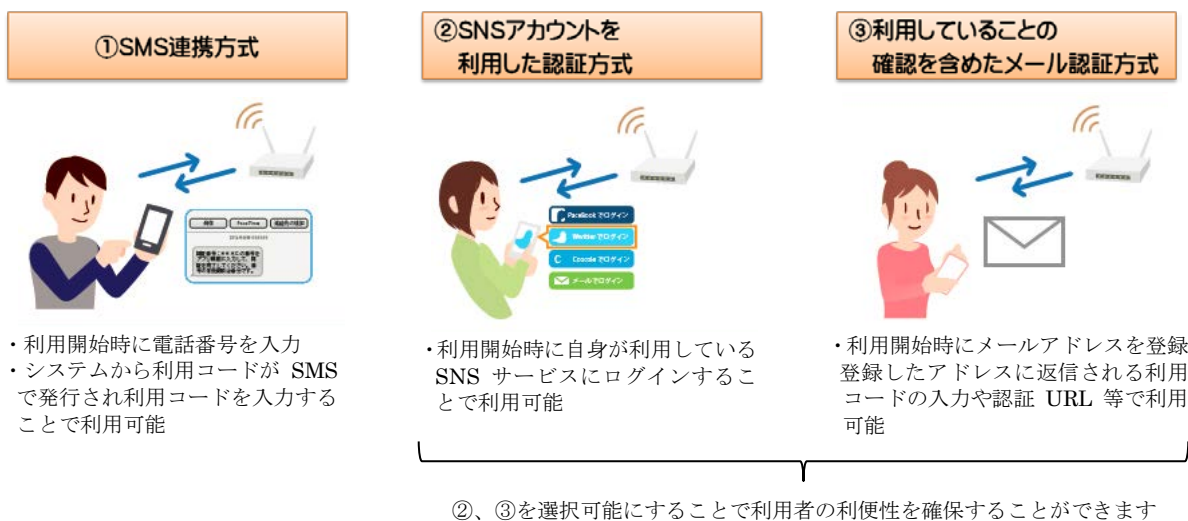 ①SMS連携方式
②SNSアカウントを
利用した認証方式
③利用していることの
確認を含めたメール認証方式
FaceTime
でログイン
でログイン
でログイン
メールでログイン
・利用開始時に電話番号を入力
・システムから利用コードが SMS
で発行され利用コードを入力する
ことで利用可能
・利用開始時に自身が利用している
SNS サービスにログインするこ
とで利用可能
・利用開始時にメールアドレスを登録
登録したアドレスに返信される利用
コードの入力や認証 URL 等で利用
可能
②、③を選択可能にすることで利用者の利便性を確保することができます